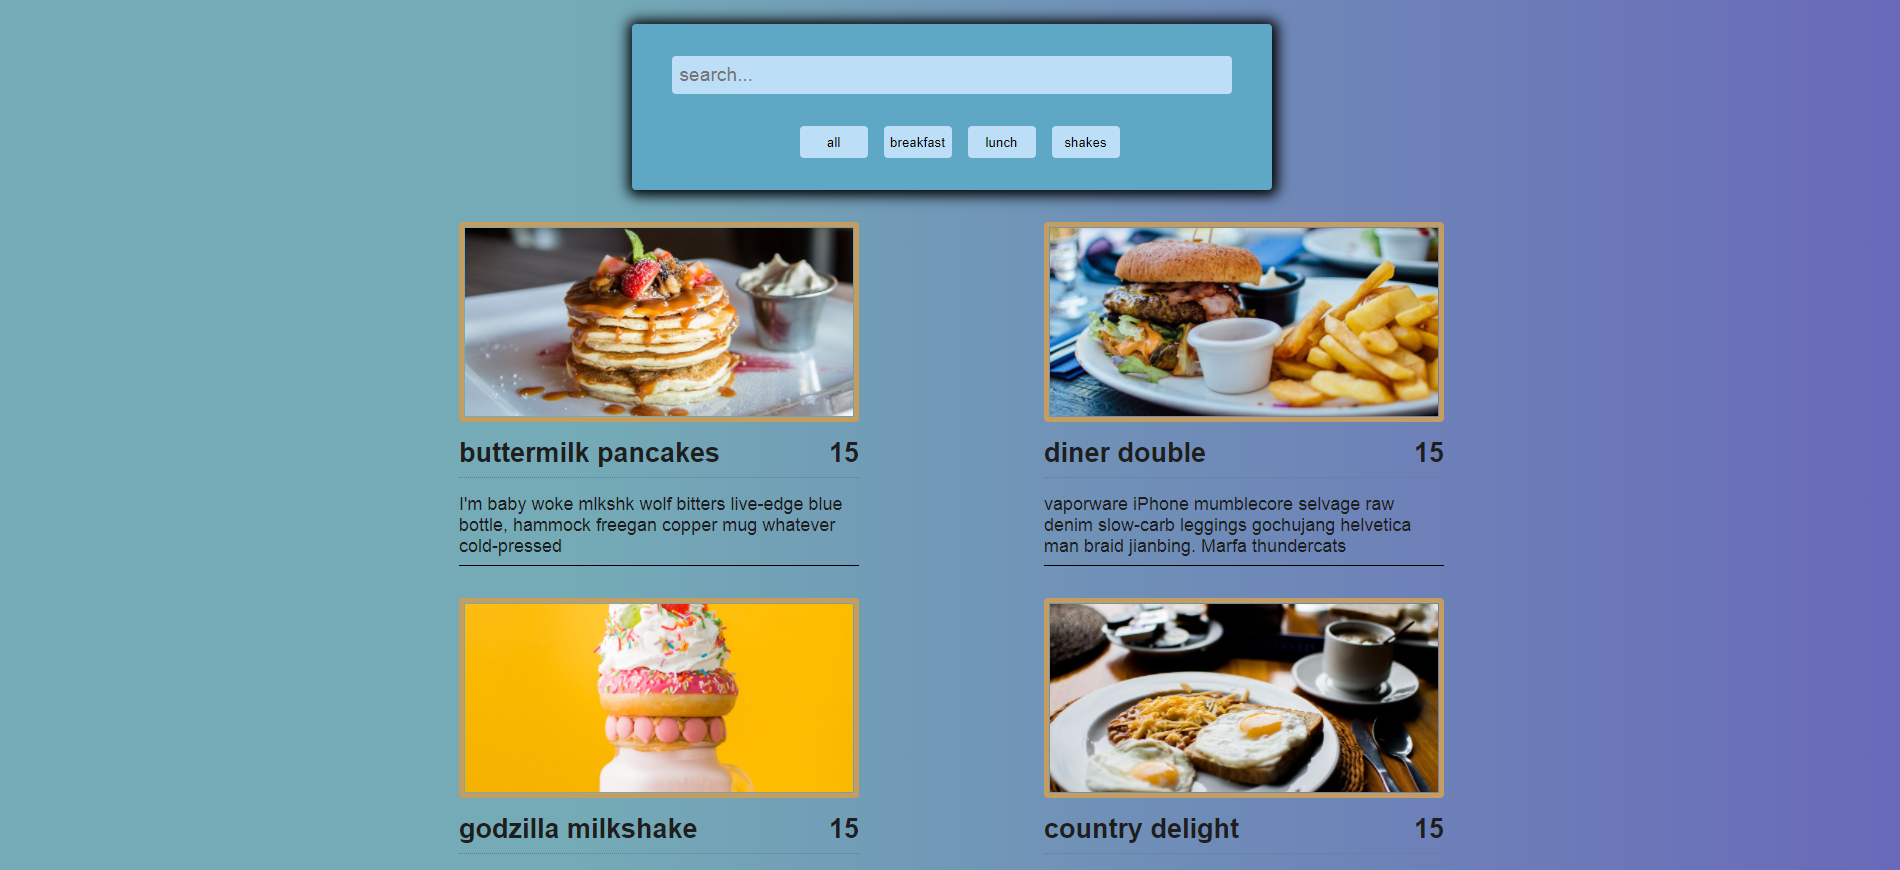 search...
all breakfast lunch shakes
buttermilk pancakes 15
I'm baby woke mlkshk wolf bitters live-edge blue
bottle, hammock freegan copper mug whatever
cold-pressed
diner double 15
vaporware iPhone mumblecore selvage raw
denim slow-carb leggings gochujang helvetica
man braid jianbing. Marfa thundercats
godzilla milkshake 15
country delight 15